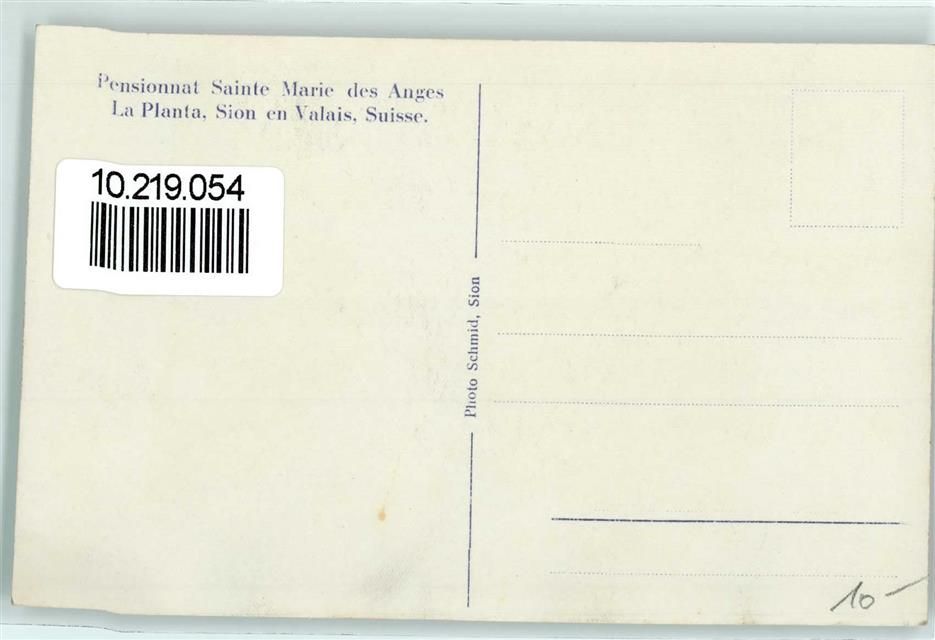 Pensionnat Sainte Marie des Anges
La Planta, Sion en Valais, Suisse.
10.219.054
Photo Schmid, Sion
10-